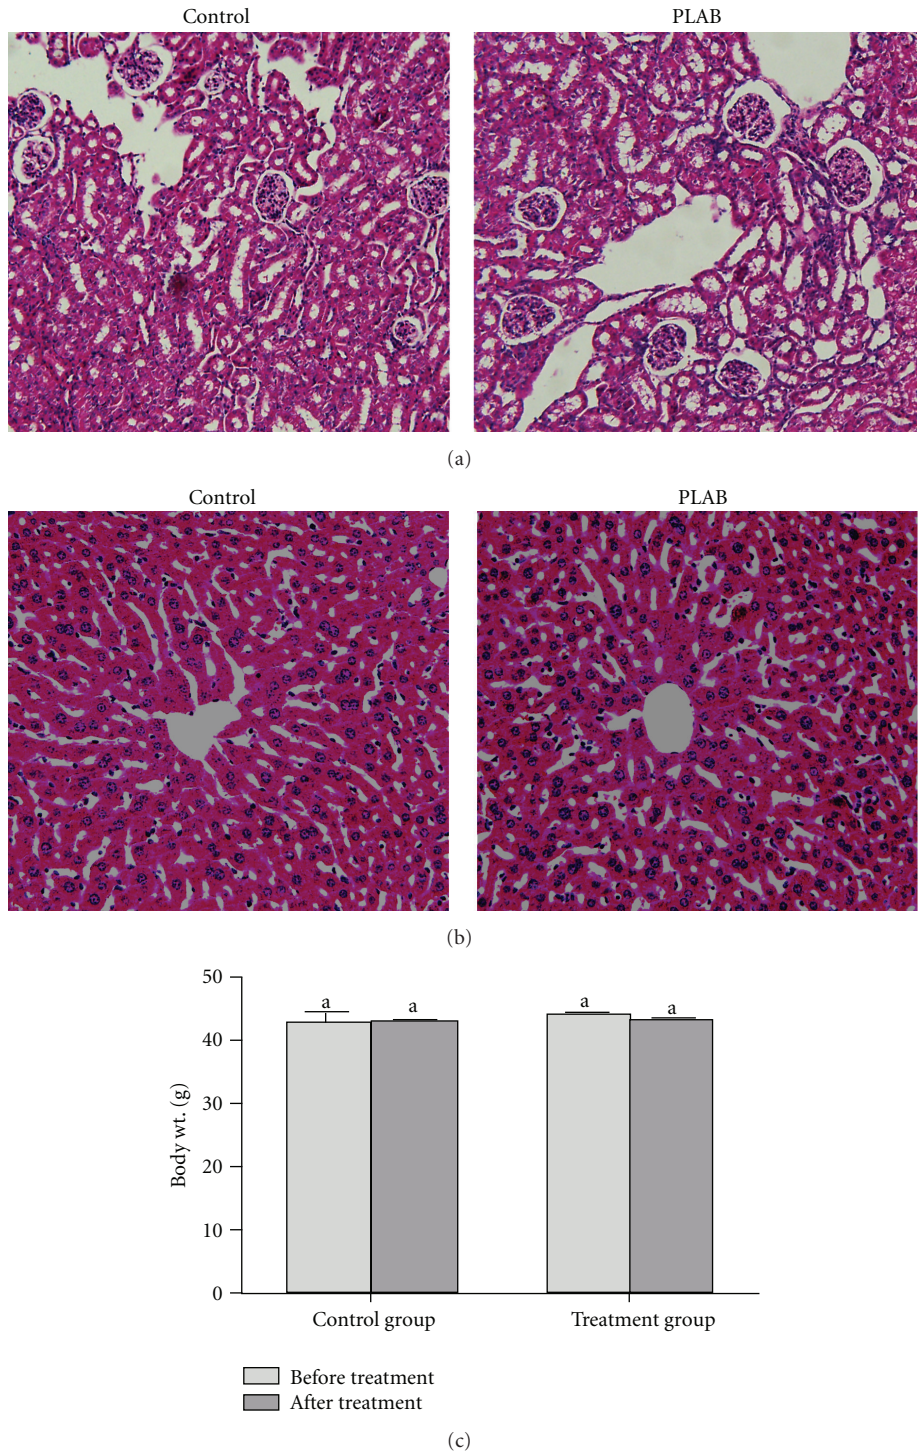 Control PLAB
(a)
Control PLAB
(b)
50
40
30
20
10
0
Body wt. (g)
a a a a
Control group Treatment group
Before treatment
After treatment
(c)